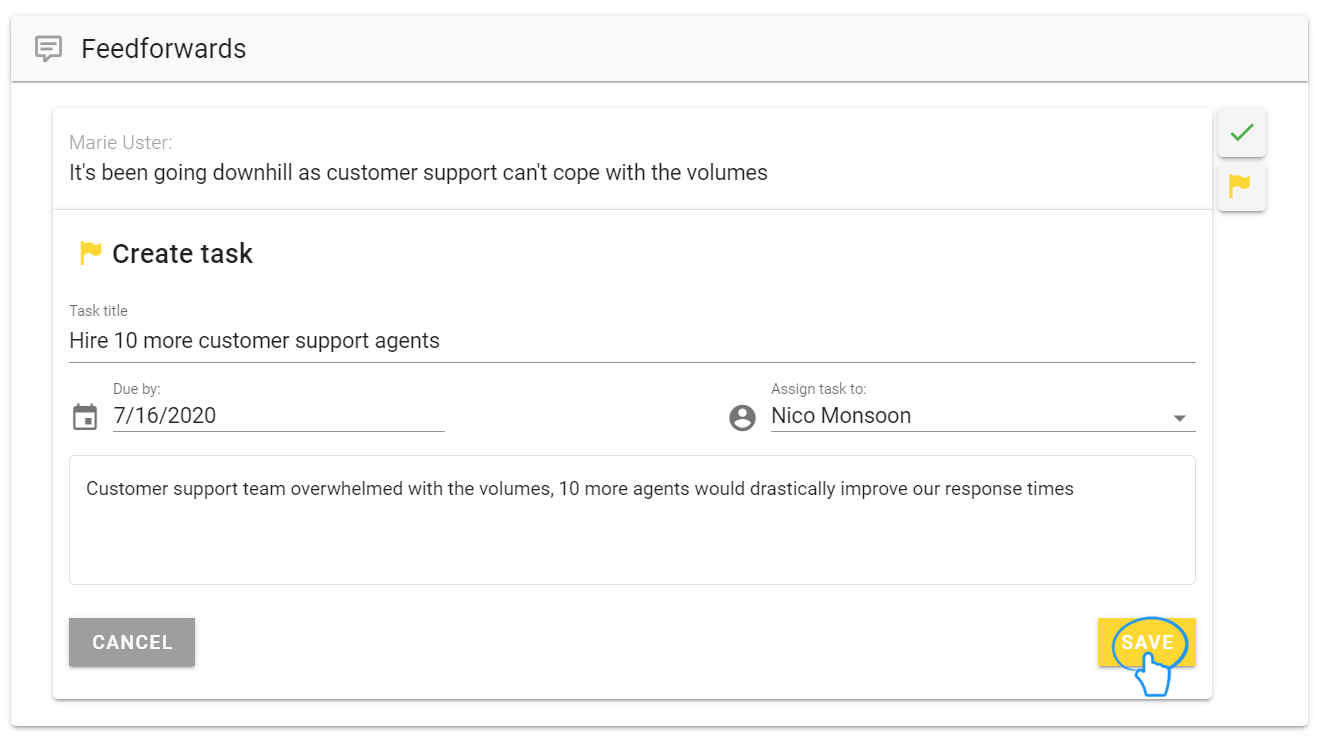 Feedforwards
Marie Uster:
It's been going downhill as customer support can't cope with the volumes
Create task
Task title
Hire 10 more customer support agents
Due by:
7/16/2020
Assign task to:
Nico Monsoon
Customer support team overwhelmed with the volumes, 10 more agents would drastically improve our response times
CANCEL
SAVE